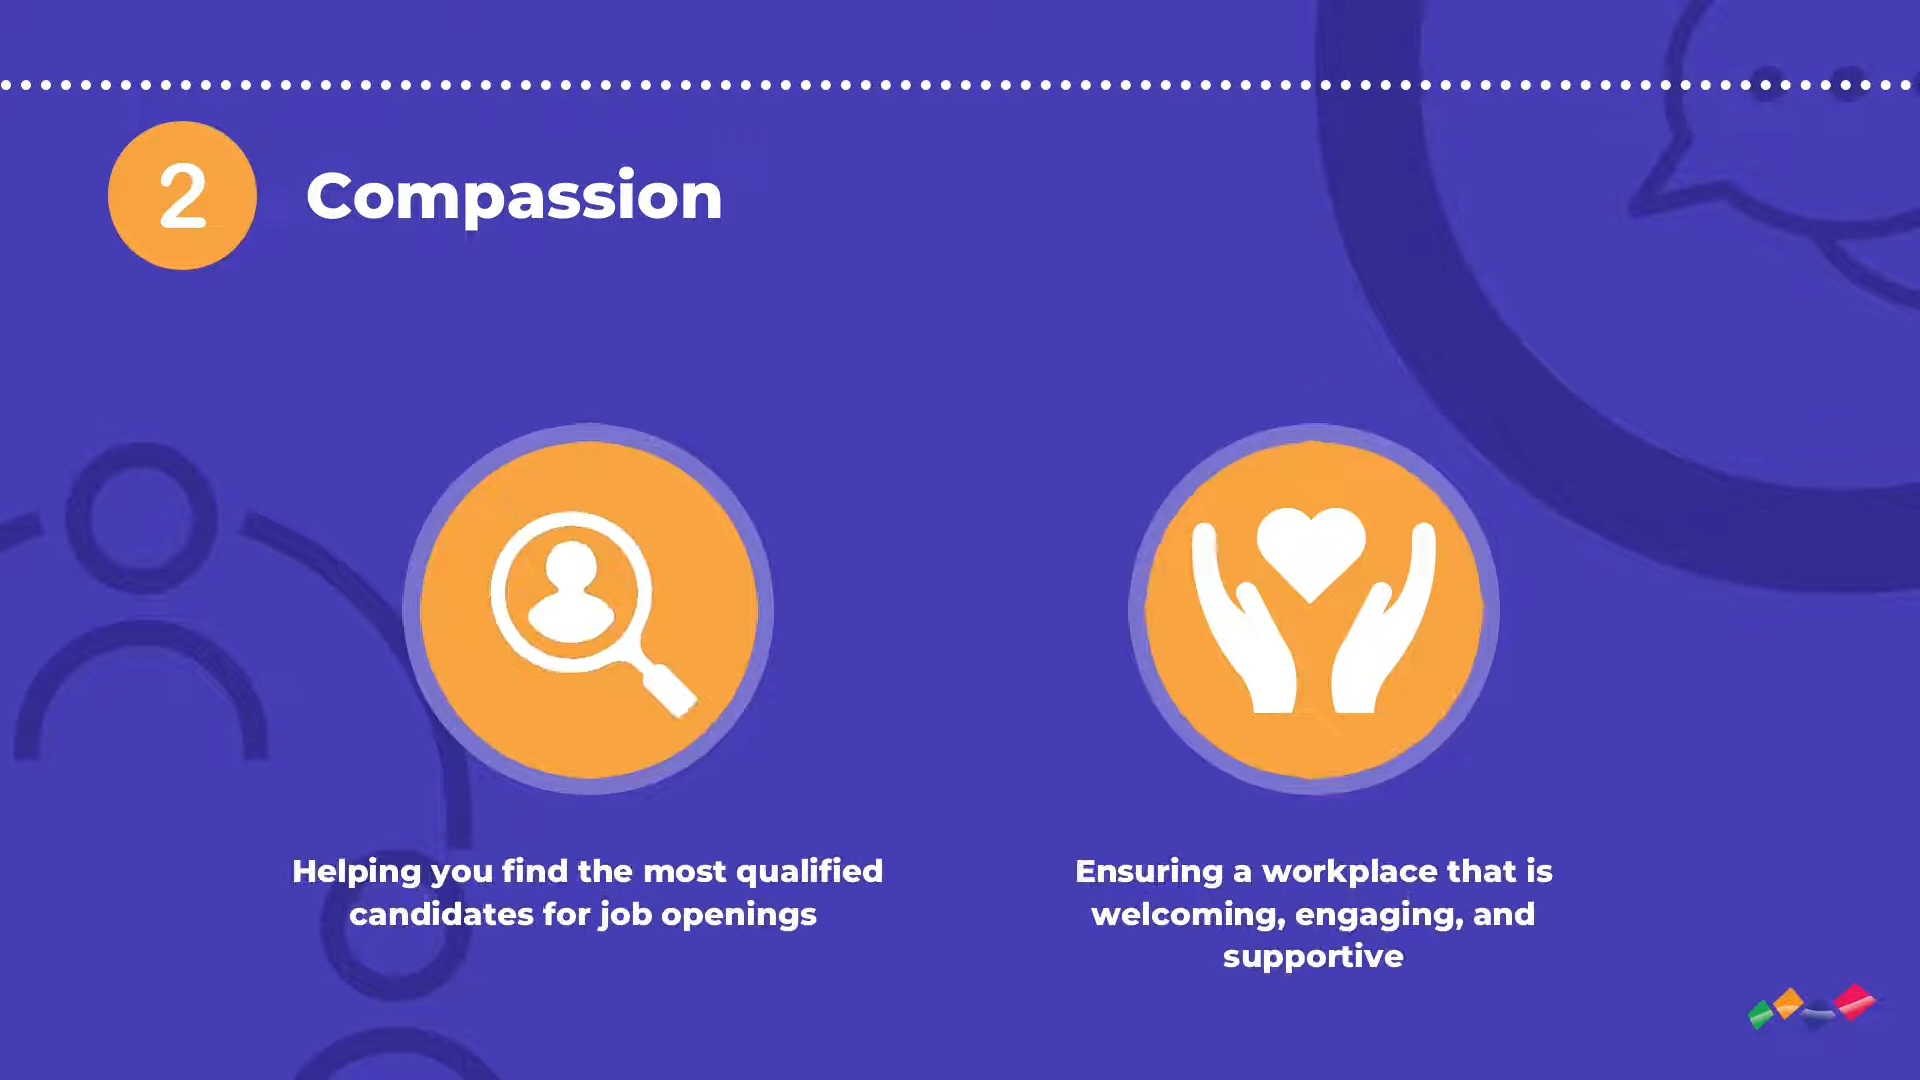 2
Compassion
Helping you find the most qualified
candidates for job openings
Ensuring a workplace that is
welcoming, engaging, and
supportive